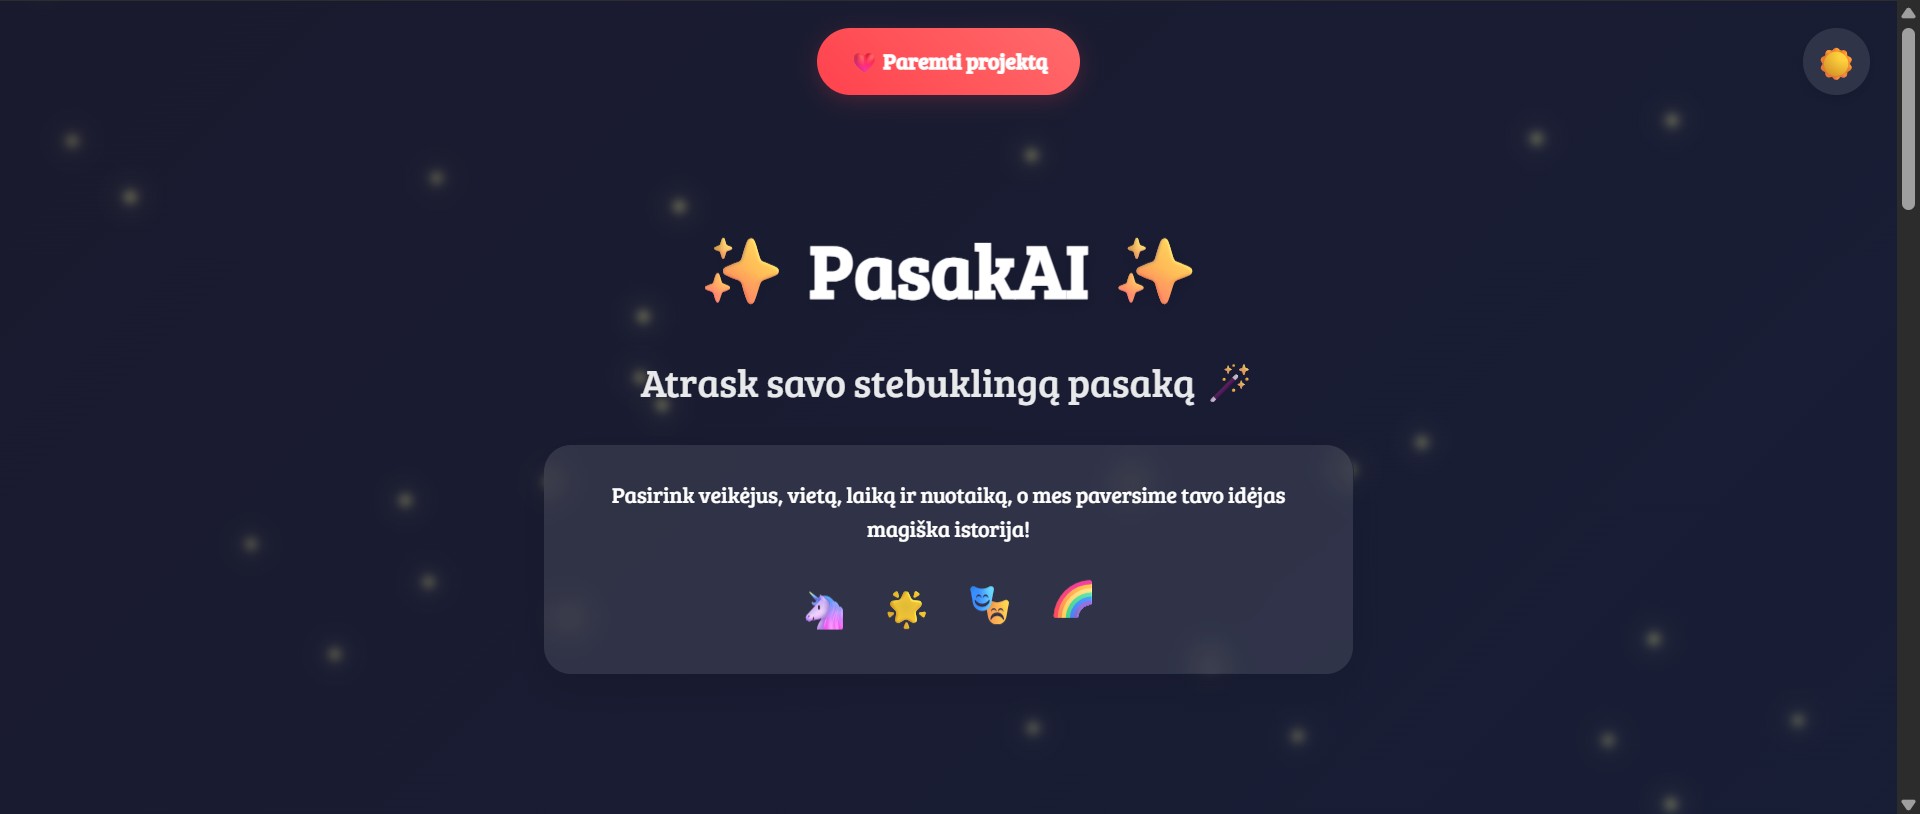 Paremti projektą
PasakAI
Atrask savo stebuklingą pasaką
Pasirink veikėjus, vietą, laiką ir nuotaiką, o mes paversime tavo idėjas
magiška istorija!